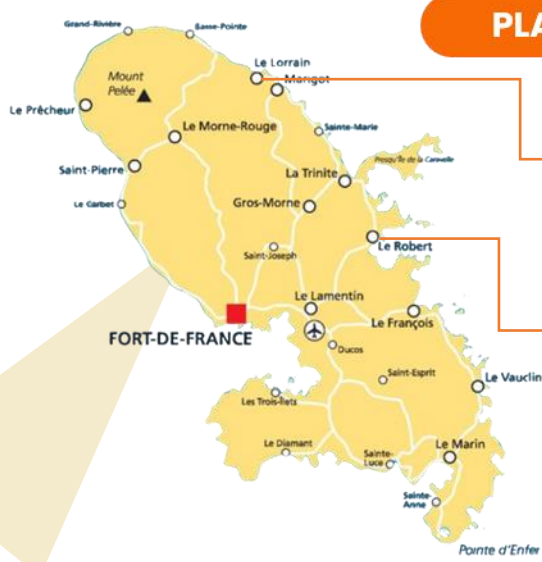 PLA
Grand-Rivière
Basse-Pointe
Le Lorrain
Marigot
Mount
Pelée
Le Prêcheur
Le Morne-Rouge
Sainte-Marie
Presqu'île de la Caravelle
Saint-Pierre
La Trinite
Le Carbet
Gros-Morne
Le Robert
Saint-Joseph
Le Lamentin
Le François
FORT-DE-FRANCE
Ducos
Saint-Esprit
Le Vauclin
Les Trois-Îlets
Le Diamant
Le Marin
Sainte-
Luce
Sainte-
Anne
Pointe d'Enfer